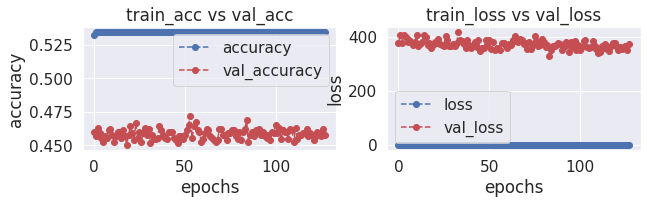 train_acc vs val_acc
accuracy
0.525
0.500
0.475
0.450
accuracy
val_accuracy
0
50
100
epochs
train_loss vs val_loss
loss
400
200
0
loss
val_loss
0
50
100
epochs